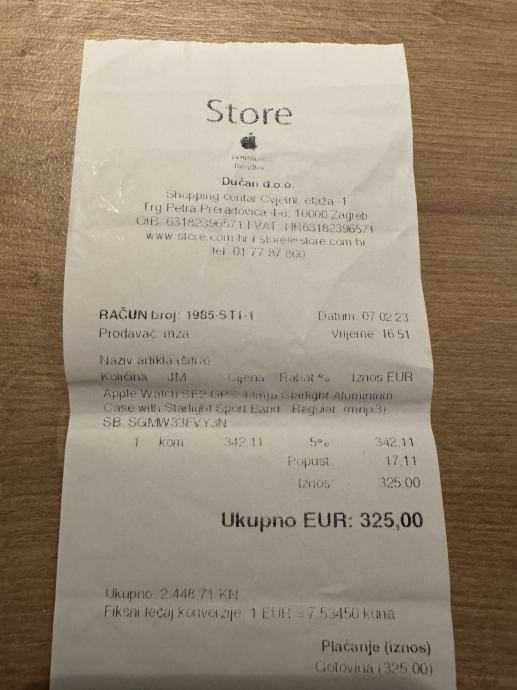 Store
Premium
Reseller
Dućan d.o.o.
Shopping centar Cvjetni, etaža -1
Trg Petra Preradovića 4-6, 10000 Zagreb
OIB: 63182396571 | VAT: HR63182396571
www.store.com.hr | store@store.com.hr
tel: 01 77 87 860
RAČUN broj: 1985-ST1-1 Datum: 07.02.23
Prodavač: mza Vrijeme: 16:51
Naziv artikla (šifra)
Količina JM Cijena Rabat % Iznos EUR
Apple Watch SE2 GPS 44mm Starlight Aluminium
Case with Starlight Sport Band - Regular (mnjx3)
SB: SGMW33FVY3N
1 kom 342,11 5% 342,11
Popust: 17,11
Iznos: 325,00
Ukupno EUR: 325,00
Ukupno: 2.448,71 KN
Fiksni tečaj konverzije: 1 EUR = 7,53450 kuna
Plaćanje (iznos)
Gotovina (325,00)